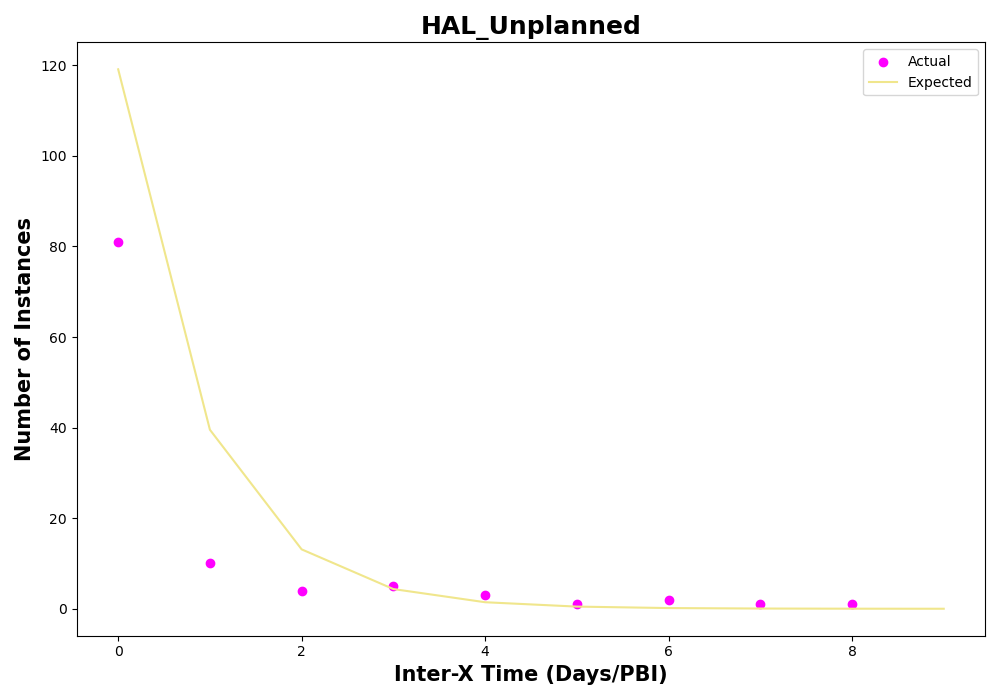 HAL_Unplanned
Actual
Expected
120
100
80
60
40
20
0
Number of Instances
0 2 4 6 8
Inter-X Time (Days/PBI)